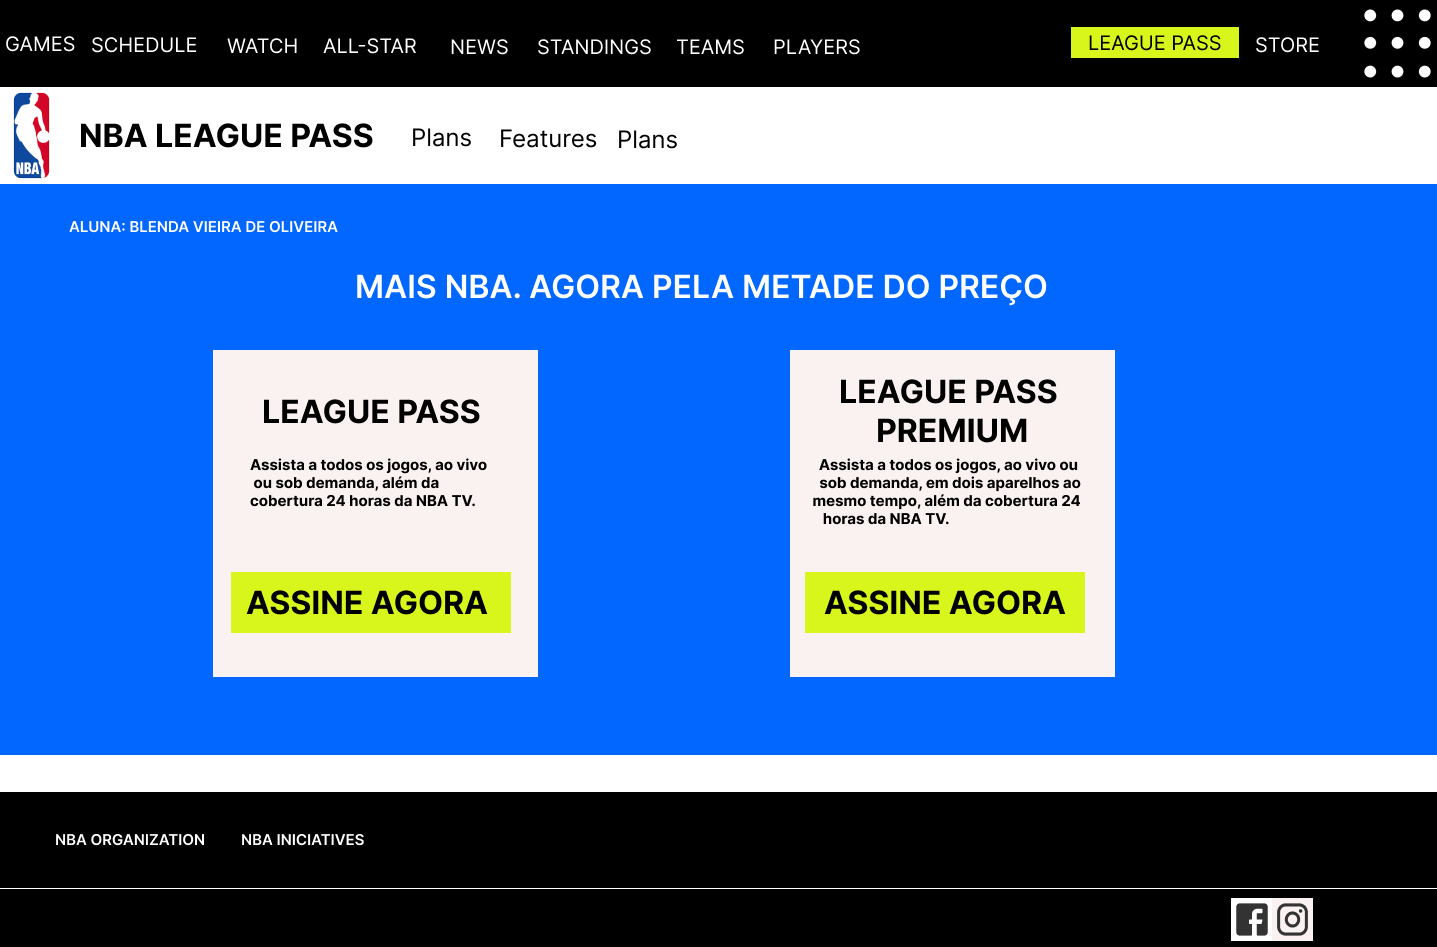 GAMES SCHEDULE WATCH ALL-STAR NEWS STANDINGS TEAMS PLAYERS LEAGUE PASS STORE
NBA
NBA LEAGUE PASS Plans Features Plans
ALUNA: BLENDA VIEIRA DE OLIVEIRA
MAIS NBA. AGORA PELA METADE DO PREÇO
LEAGUE PASS
Assista a todos os jogos, ao vivo
ou sob demanda, além da
cobertura 24 horas da NBA TV.
ASSINE AGORA
LEAGUE PASS
PREMIUM
Assista a todos os jogos, ao vivo ou
sob demanda, em dois aparelhos ao
mesmo tempo, além da cobertura 24
horas da NBA TV.
ASSINE AGORA
NBA ORGANIZATION NBA INICIATIVES